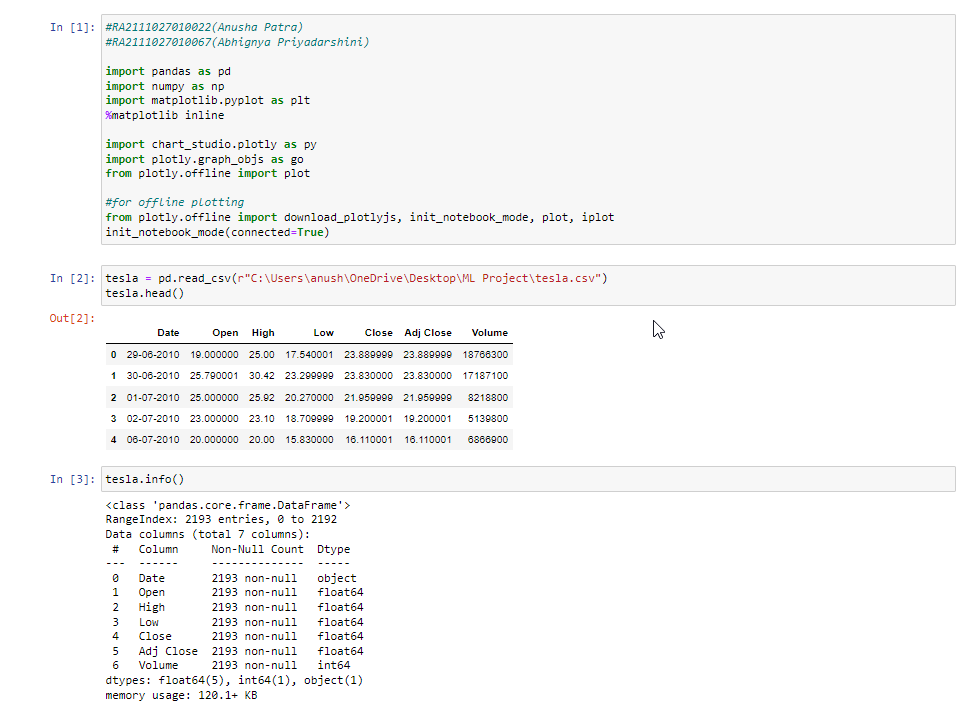 In [1]: #RA2111027010022(Anusha Patra)
#RA2111027010067(Abhignya Priyadarshini)
import pandas as pd
import numpy as np
import matplotlib.pyplot as plt
%matplotlib inline
import chart_studio.plotly as py
import plotly.graph_objs as go
from plotly.offline import plot
#for offline plotting
from plotly.offline import download_plotlyjs, init_notebook_mode, plot, iplot
init_notebook_mode(connected=True)
In [2]: tesla = pd.read_csv(r"C:\Users\anush\OneDrive\Desktop\ML Project\tesla.csv")
tesla.head()
Out[2]:
Date Open High Low Close Adj Close Volume
0 29-06-2010 19.000000 25.00 17.540001 23.889999 23.889999 18766300
1 30-06-2010 25.790001 30.42 23.299999 23.830000 23.830000 17187100
2 01-07-2010 25.000000 25.92 20.270000 21.959999 21.959999 8218800
3 02-07-2010 23.000000 23.10 18.709999 19.200001 19.200001 5139800
4 06-07-2010 20.000000 20.00 15.830000 16.110001 16.110001 6866900
In [3]: tesla.info()
<class 'pandas.core.frame.DataFrame'>
RangeIndex: 2193 entries, 0 to 2192
Data columns (total 7 columns):
# Column Non-Null Count Dtype
--- ------ -------------- -----
0 Date 2193 non-null object
1 Open 2193 non-null float64
2 High 2193 non-null float64
3 Low 2193 non-null float64
4 Close 2193 non-null float64
5 Adj Close 2193 non-null float64
6 Volume 2193 non-null int64
dtypes: float64(5), int64(1), object(1)
memory usage: 120.1+ KB